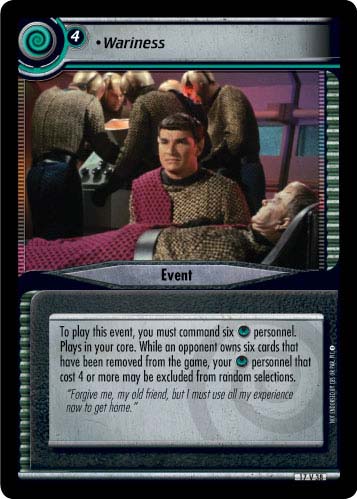 4
• Wariness
Event
To play this event, you must command six personnel.
Plays in your core. While an opponent owns six cards that
have been removed from the game, your personnel that
cost 4 or more may be excluded from random selections.
"Forgive me, my old friend, but I must use all my experience
now to get home."
17 V 38